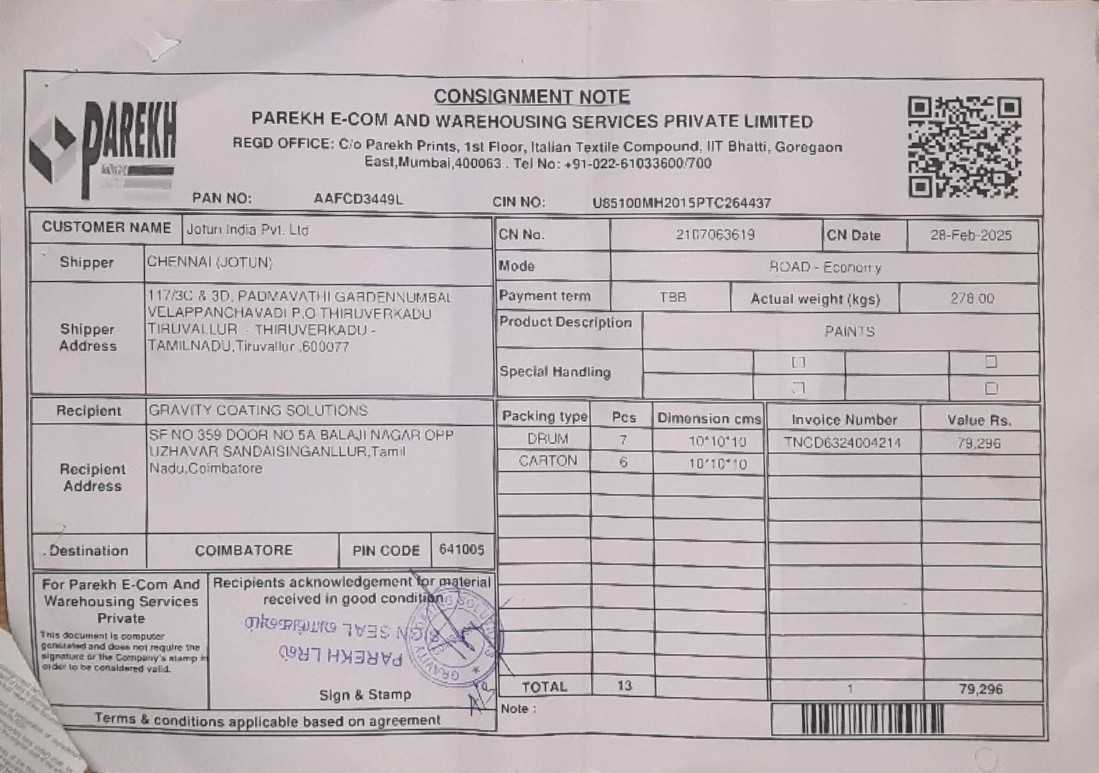 CONSIGNMENT NOTE
PAREKH
PAREKH E-COM AND WAREHOUSING SERVICES PRIVATE LIMITED
REGD OFFICE: C/o Parekh Prints, 1st Floor, Italian Textile Compound, IIT Bhatti, Goregaon
East,Mumbai,400063 . Tel No: +91-022-61033600/700
PAN NO: AAFCD3449L CIN NO: U85100MH2015PTC264437
CUSTOMER NAME Jotun India Pvt. Ltd
CN No. 2107063619 CN Date 28-Feb-2025
Shipper CHENNAI (JOTUN)
Mode ROAD - Economy
Shipper Address
117/3C & 3D, PADMAVATHI GARDENNUMBAL
VELAPPANCHAVADI P.O THIRUVERKADU
TIRUVALLUR - THIRUVERKADU -
TAMILNADU,Tiruvallur ,600077
Payment term TBB Actual weight (kgs) 278.00
Product Description PAINTS
Special Handling
Recipient GRAVITY COATING SOLUTIONS
Recipient Address
SF NO 359 DOOR NO 5A BALAJI NAGAR OPP
UZHAVAR SANDAISINGANLLUR,Tamil
Nadu,Coimbatore
Packing type Pcs Dimension cms Invoice Number Value Rs.
DRUM 7 10*10*10 TNCD6324004214 79,296
CARTON 6 10*10*10
Destination COIMBATORE PIN CODE 641005
For Parekh E-Com And
Warehousing Services
Private
This document is computer
generated and does not require the
signature or the Company's stamp in
order to be considered valid.
Recipients acknowledgement for material
received in good condition
PAREKH LR
SIGN SEAL
GRAVITY COATING SOLUTIONS
Sign & Stamp
TOTAL 13 1 79,296
Terms & conditions applicable based on agreement
Note :